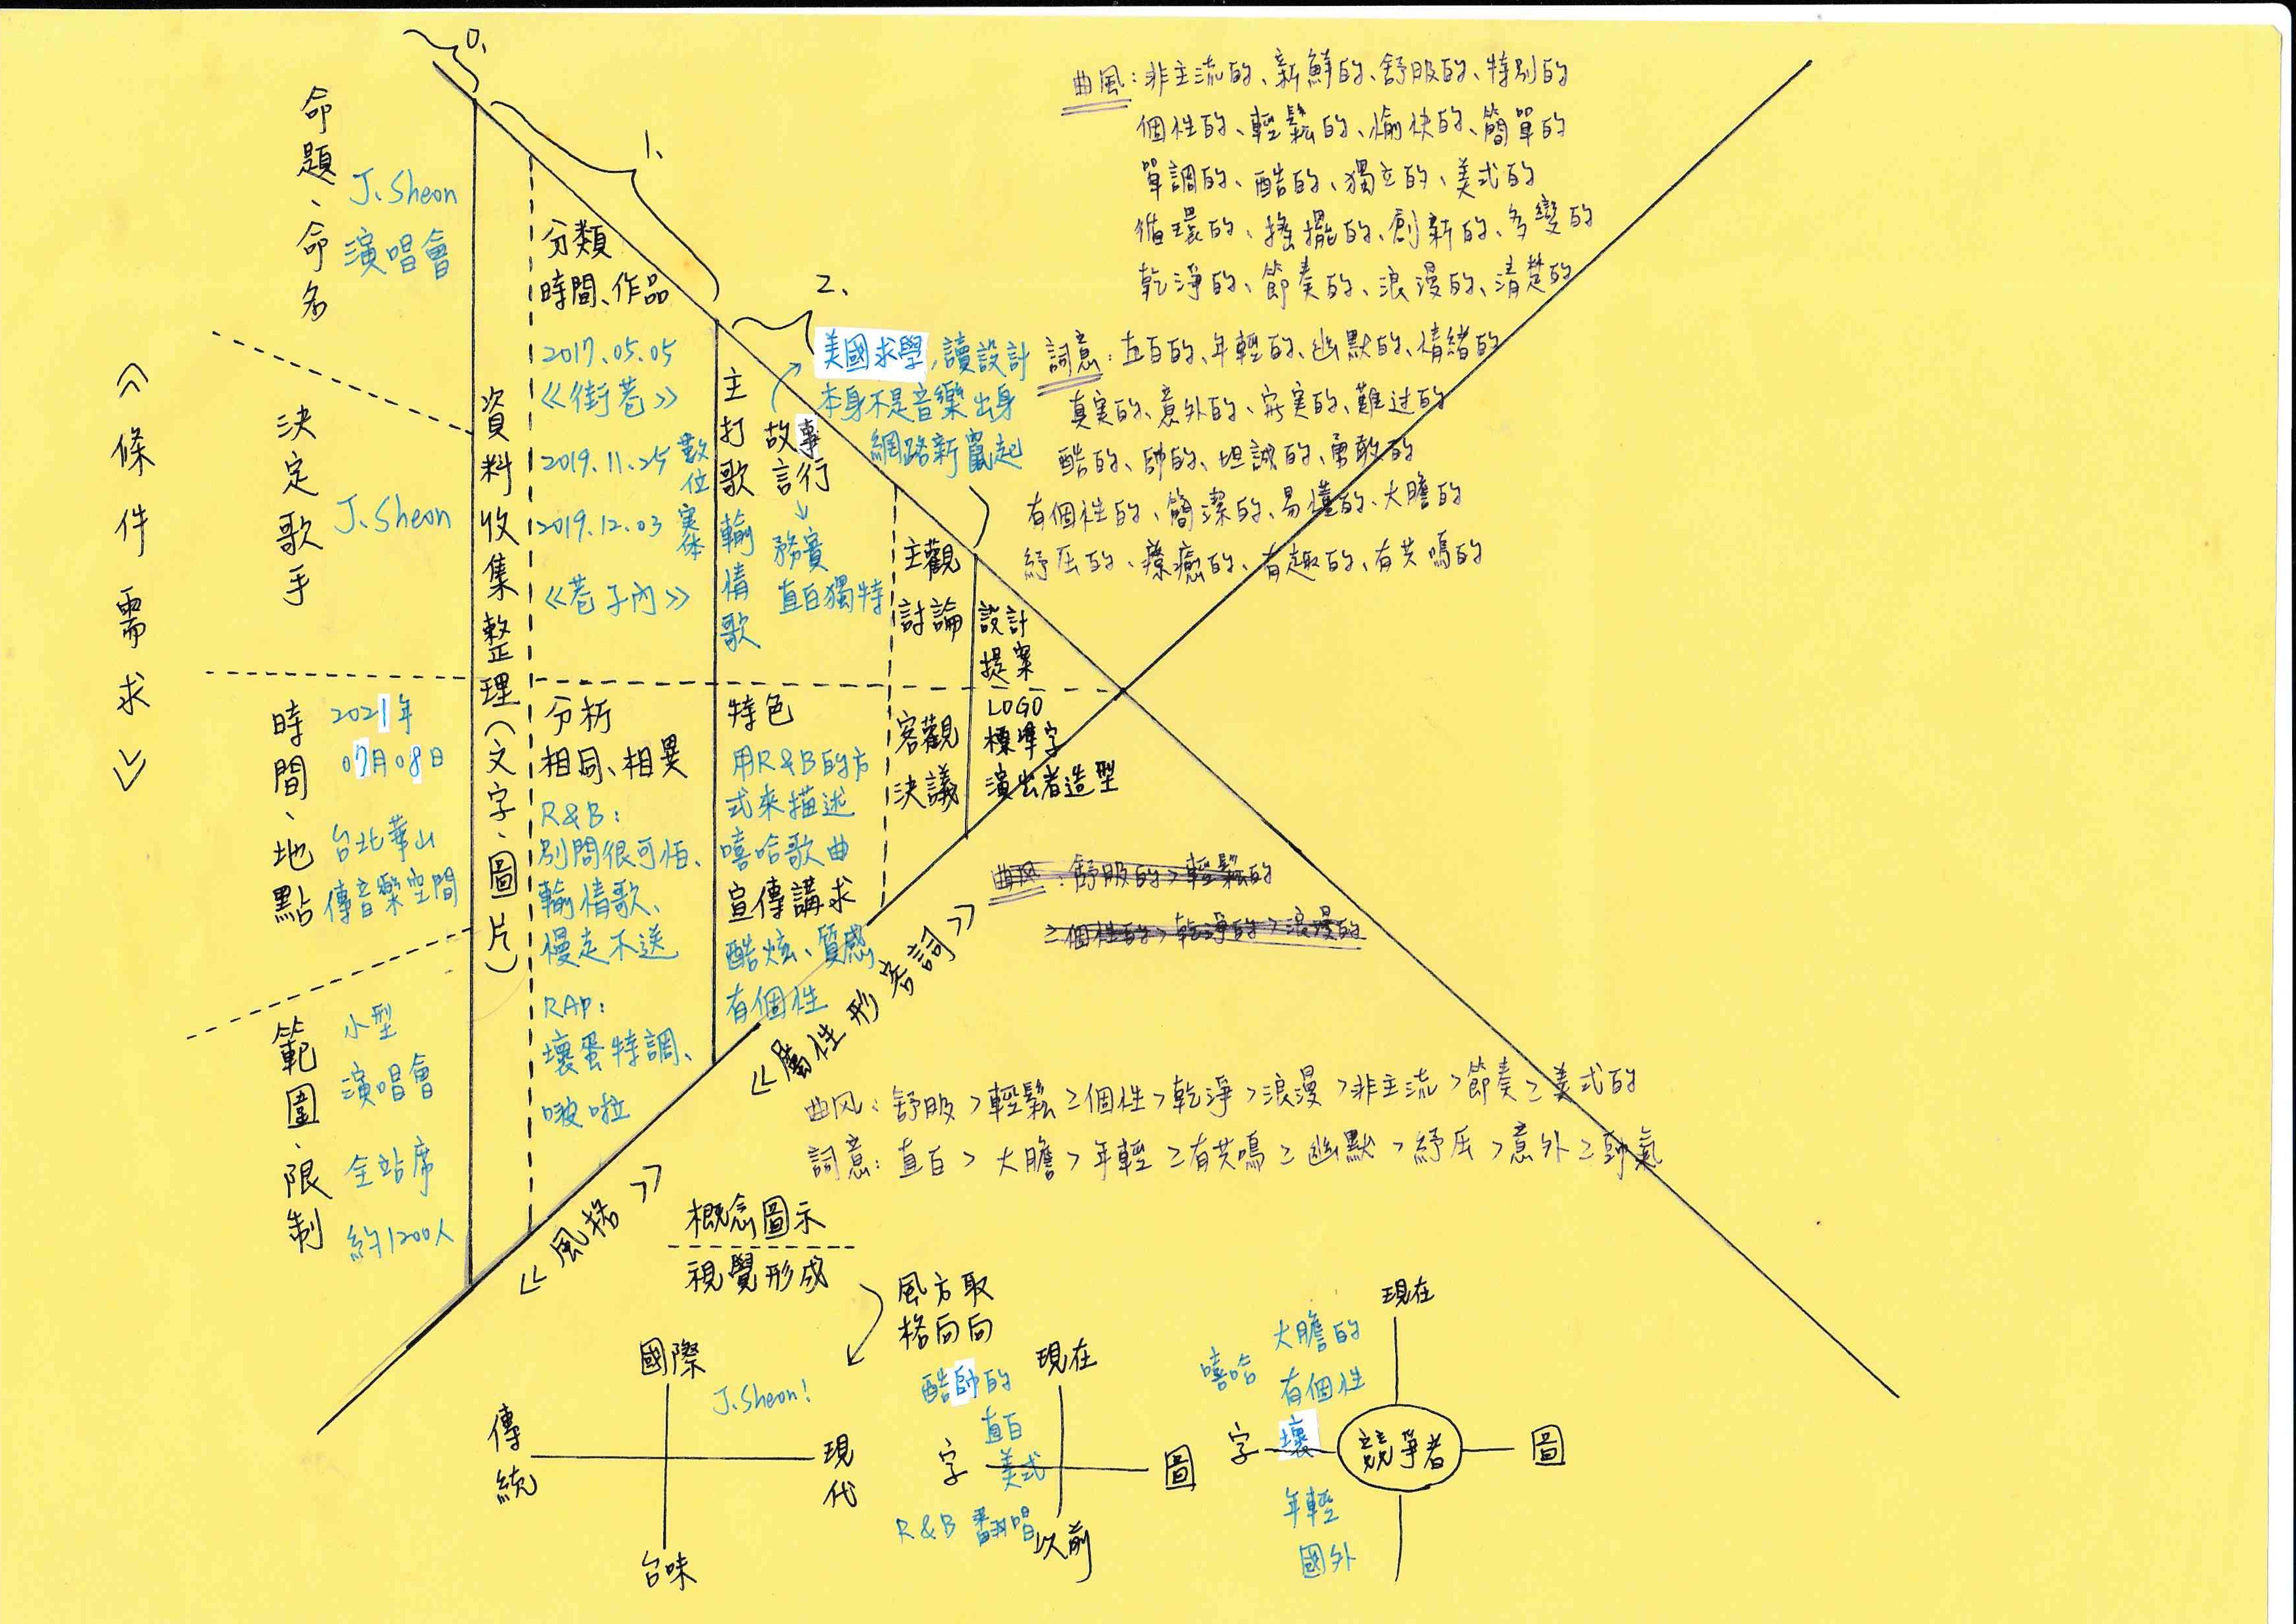 0.
命題、命名
J.Sheon
演唱會
《條件需求》
決定歌手
J.Sheon
時間、地點
2021年
07月08日
台北華山
傳音樂空間
範圍、限制
小型
演唱會
全站席
約1200人
資料收集整理(文字、圖片)
1.
分類
時間、作品
2017.05.05
《街巷》
2019.11.25 數位
2019.12.03 実体
《巷子內》
分析
相同、相異
R&B:
別問很可怕、
輸情歌、
慢走不送
RAP:
壞蛋特調、
啵啦
2.
主打歌
輸情歌
故事
言行
美國求學,讀設計
本身不是音樂出身
網路新竄起
務實
直白獨特
特色
用R&B的方
式來描述
嘻哈歌曲
宣傳講求
酷炫、質感
有個性
主觀
討論
客觀
決議
設計
提案
LOGO
標準字
演出者造型
曲風:非主流的、新鮮的、舒服的、特別的
個性的、輕鬆的、愉快的、簡單的
單調的、酷的、獨立的、美式的
循環的、搖擺的、創新的、多變的
乾淨的、節奏的、浪漫的、清楚的
詞意:直白的、年輕的、幽默的、情緒的
真実的、意外的、寫実的、難过的
酷的、帥的、坦誠的、勇敢的
有個性的、簡潔的、易懂的、大膽的
紓压的、療癒的、有趣的、有共鳴的
曲风:舒服的>輕鬆的
≥個性的>乾淨的>浪漫的
《屬性形容詞》
曲风:舒服>輕鬆≥個性>乾淨>浪漫>非主流>節奏≥美式的
詞意:直白>大膽>年輕≥有共鳴≥幽默>紓压>意外≥帥氣
《風格》
概念圖示
視覺形成
風格
方向
取向
國際
J.Sheon!
傳統
現代
台味
酷帥的
現在
直白
字
美式
圖
R&B 翻唱
以前
現在
大膽的
嘻哈
有個性
字
壞
競爭者
圖
年輕
國外